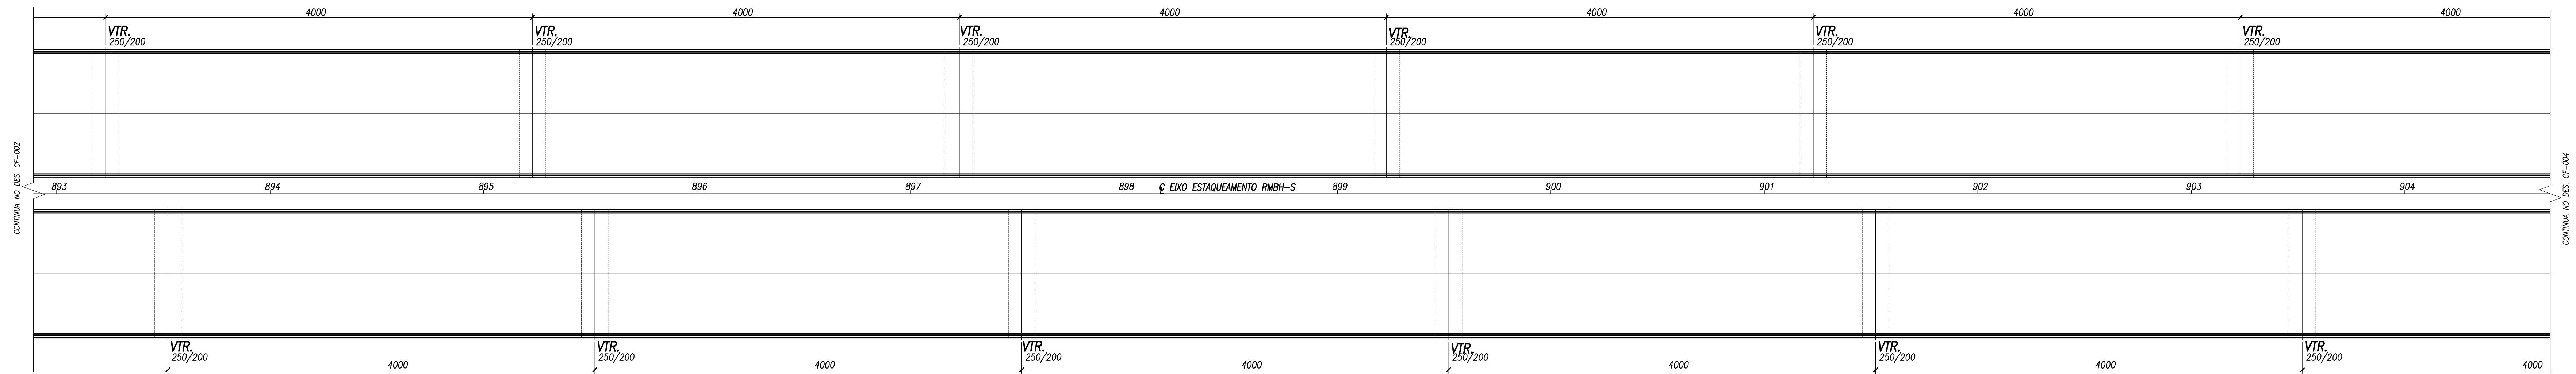 4000 4000 4000 4000 4000 4000
VTR. VTR. VTR. VTR. VTR. VTR.
250/200 250/200 250/200 250/200 250/200 250/200
CONTINUA NO DES. CF-002
893 894 895 896 897 898 ℄ EIXO ESTAQUEAMENTO RMBH-S 899 900 901 902 903 904
CONTINUA NO DES. CF-004
VTR. VTR. VTR. VTR. VTR. VTR.
250/200 250/200 250/200 250/200 250/200 250/200
4000 4000 4000 4000 4000 4000